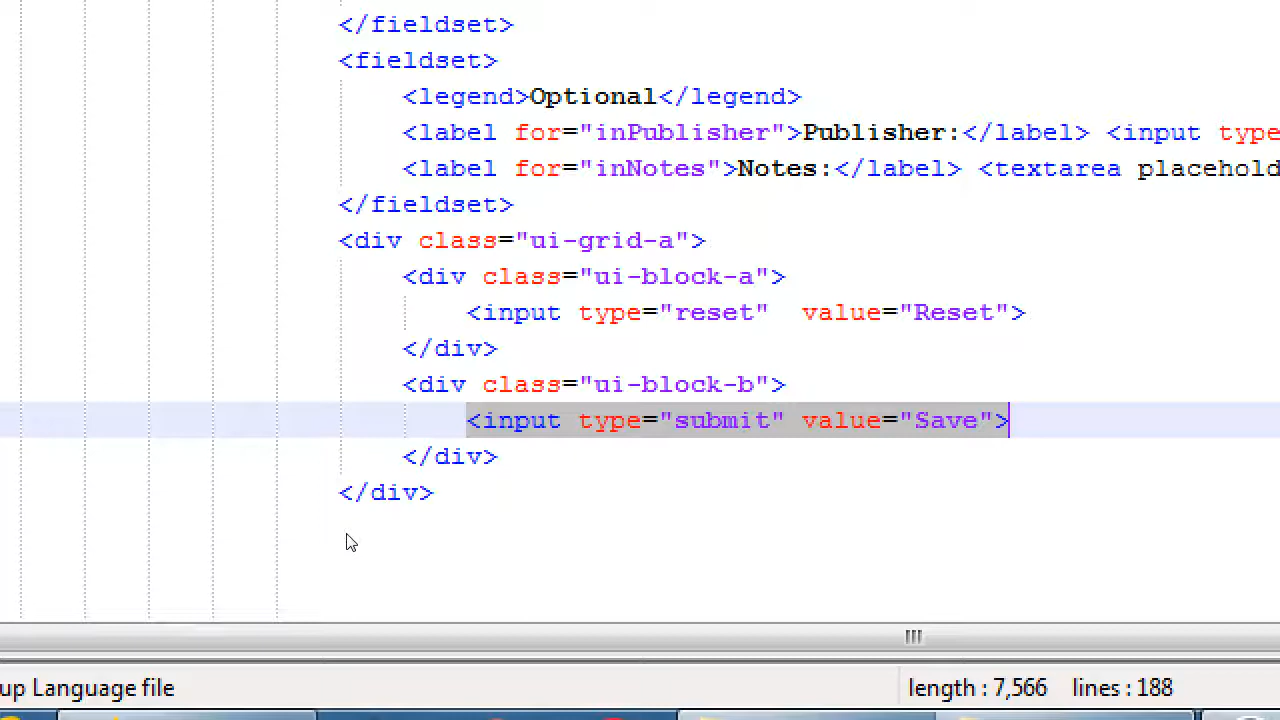 </fieldset>
<fieldset>
<legend>Optional</legend>
<label for="inPublisher">Publisher:</label> <input type
<label for="inNotes">Notes:</label> <textarea placehold
</fieldset>
<div class="ui-grid-a">
<div class="ui-block-a">
<input type="reset"  value="Reset">
</div>
<div class="ui-block-b">
<input type="submit" value="Save">
</div>
</div>
up Language file
length : 7,566 lines : 188